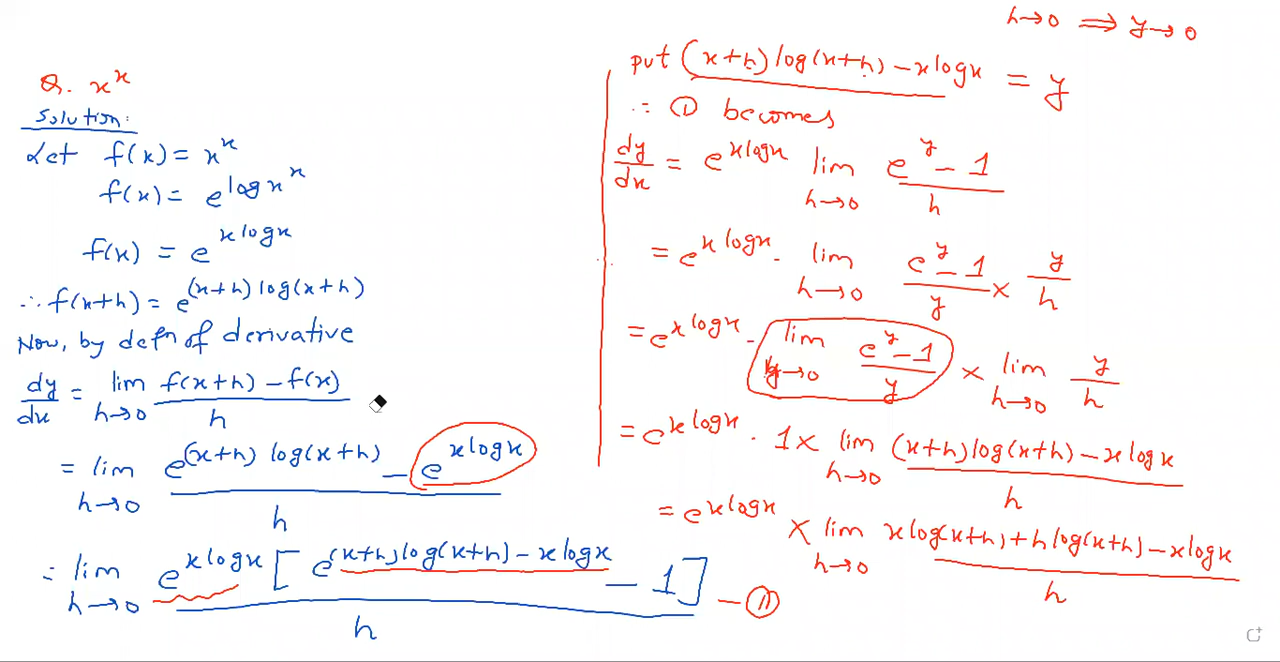 Q. x^x
Solution:
Let f(x) = x^x
f(x) = e^{log x^x}
f(x) = e^{x log x}
∴ f(x+h) = e^{(x+h) log(x+h)}
Now, by defn of derivative
dy/dx = lim_{h→0} (f(x+h) - f(x))/h
= lim_{h→0} (e^{(x+h) log(x+h)} - e^{x log x})/h
= lim_{h→0} e^{x log x} [e^{(x+h) log(x+h) - x log x} - 1]/h — ①
h→0 ⟹ y→0
put (x+h) log(x+h) - x log x = y
∴ ① becomes
dy/dx = e^{x log x} lim_{h→0} (e^y - 1)/h
= e^{x log x} · lim_{h→0} (e^y - 1)/y × y/h
= e^{x log x} · lim_{y→0} (e^y - 1)/y × lim_{h→0} y/h
= e^{x log x} · 1 × lim_{h→0} ((x+h) log(x+h) - x log x)/h
= e^{x log x} × lim_{h→0} (x log(x+h) + h log(x+h) - x log x)/h